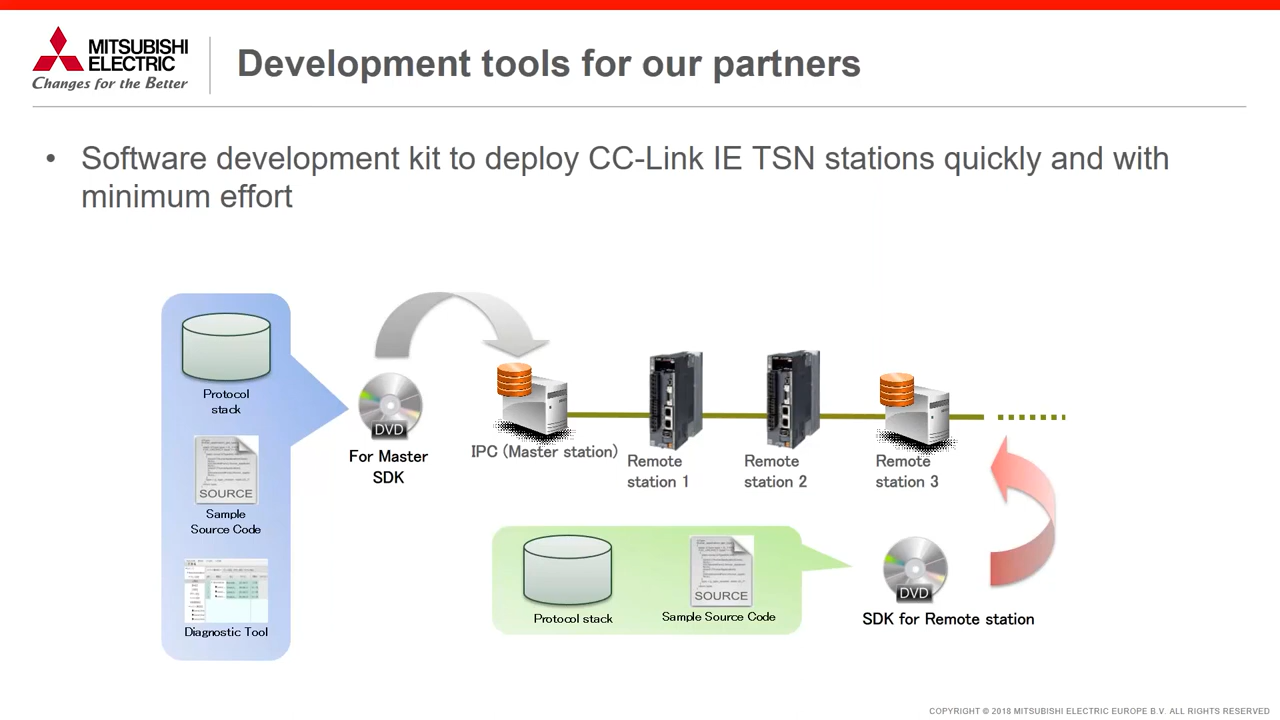 MITSUBISHI
ELECTRIC
Changes for the Better
Development tools for our partners
• Software development kit to deploy CC-Link IE TSN stations quickly and with
minimum effort
Protocol
stack
SOURCE
Sample
Source Code
Diagnostic Tool
DVD
For Master
SDK
IPC (Master station)
Remote
station 1
Remote
station 2
Remote
station 3
Protocol stack
SOURCE
Sample Source Code
DVD
SDK for Remote station
COPYRIGHT © 2018 MITSUBISHI ELECTRIC EUROPE B.V. ALL RIGHTS RESERVED